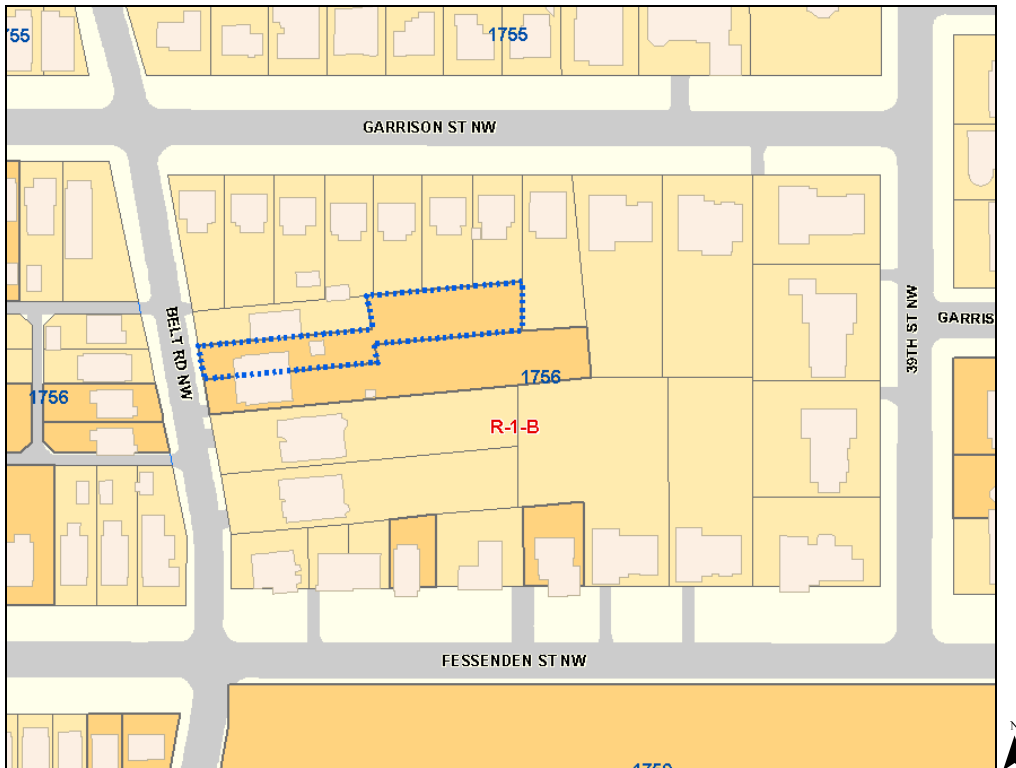 755
1755
GARRISON ST NW
BELT RD NW
39TH ST NW
GARRIS
1756
1756
R-1-B
FESSENDEN ST NW
N